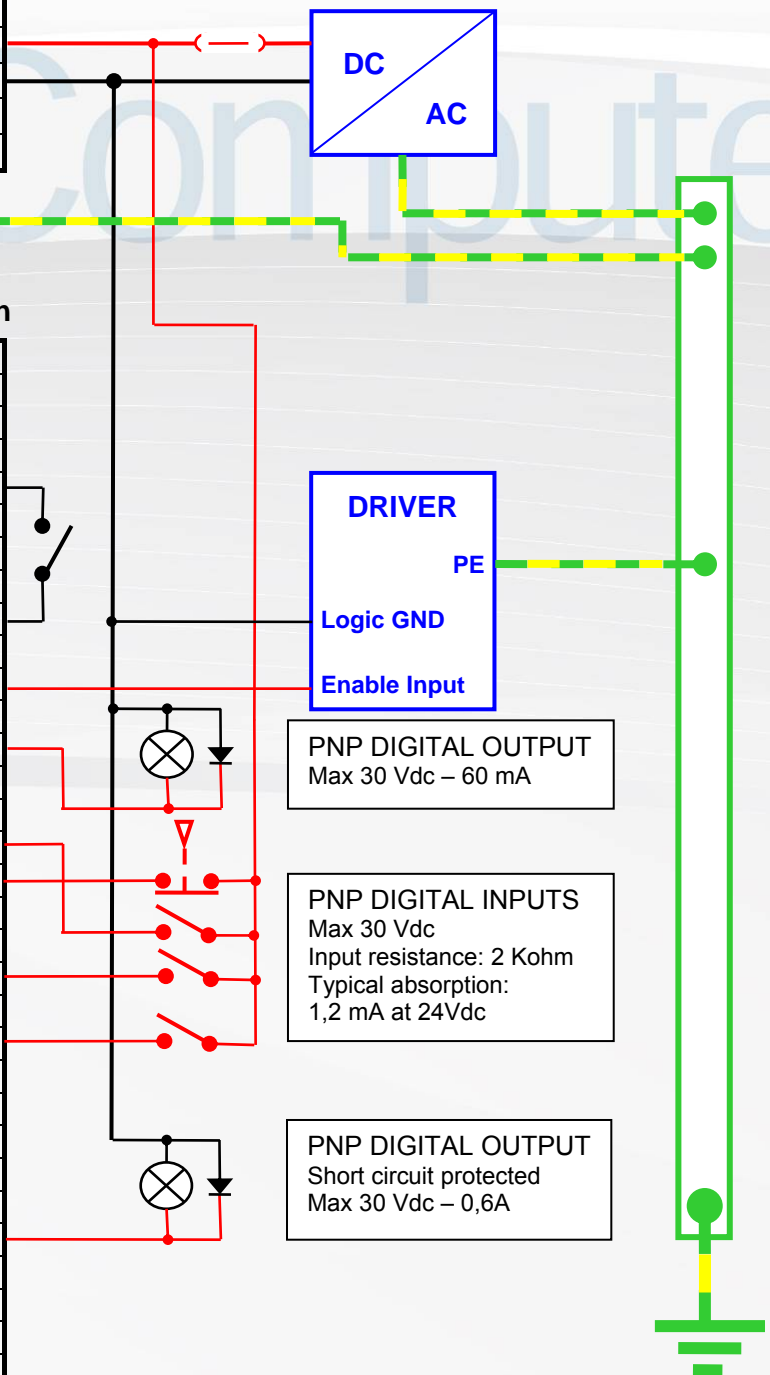 DC
AC
Compute
n
DRIVER
PE
Logic GND
Enable Input
PNP DIGITAL OUTPUT
Max 30 Vdc – 60 mA
PNP DIGITAL INPUTS
Max 30 Vdc
Input resistance: 2 Kohm
Typical absorption:
1,2 mA at 24Vdc
PNP DIGITAL OUTPUT
Short circuit protected
Max 30 Vdc – 0,6A